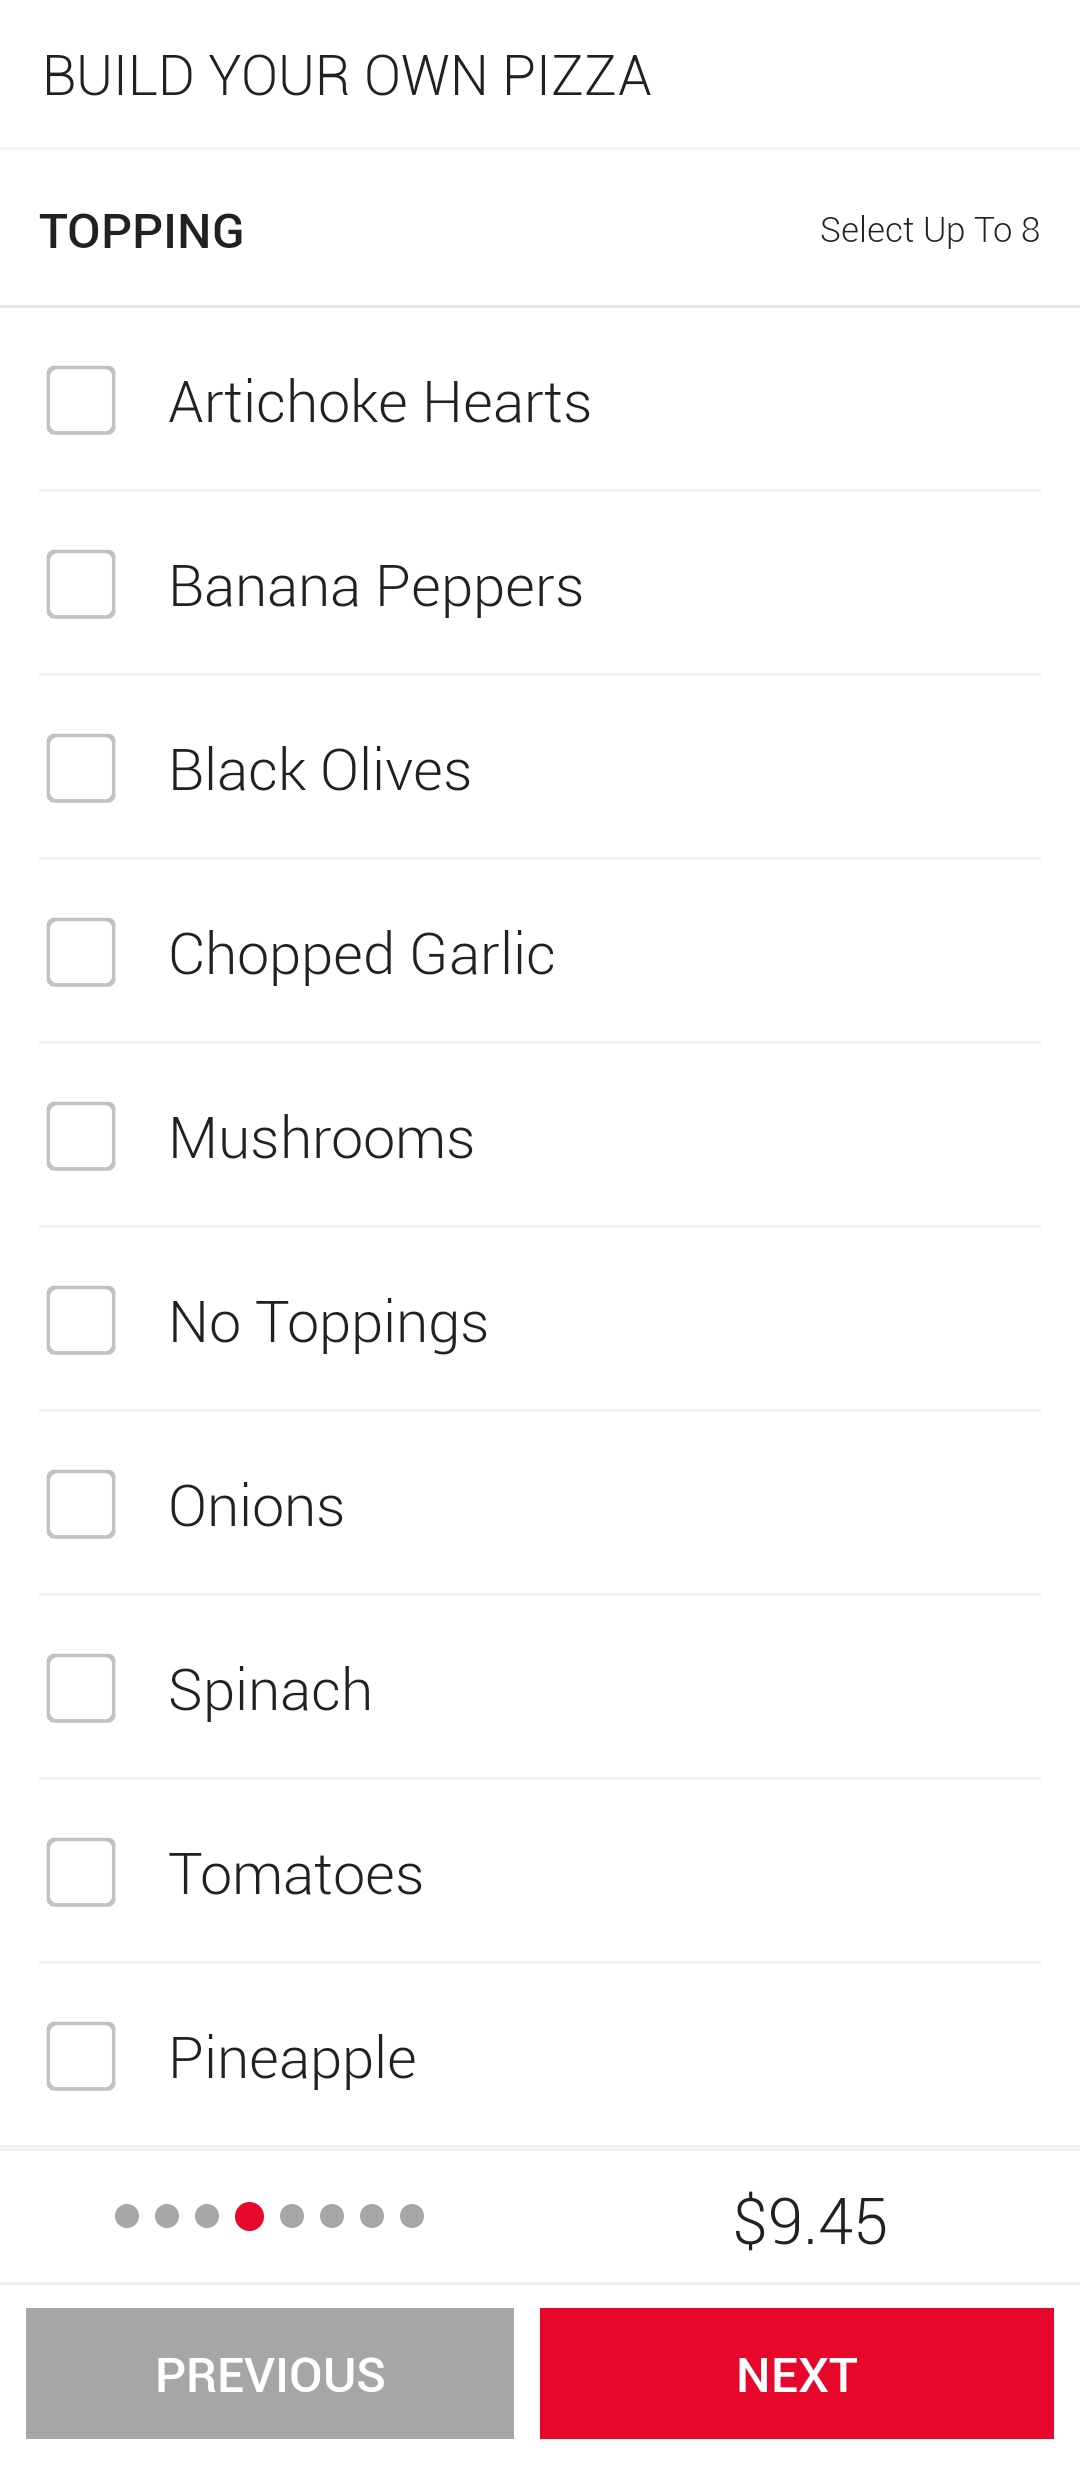 BUILD YOUR OWN PIZZA
TOPPING
Select Up To 8
Artichoke Hearts
Banana Peppers
Black Olives
Chopped Garlic
Mushrooms
No Toppings
Onions
Spinach
Tomatoes
Pineapple
$9.45
PREVIOUS
NEXT